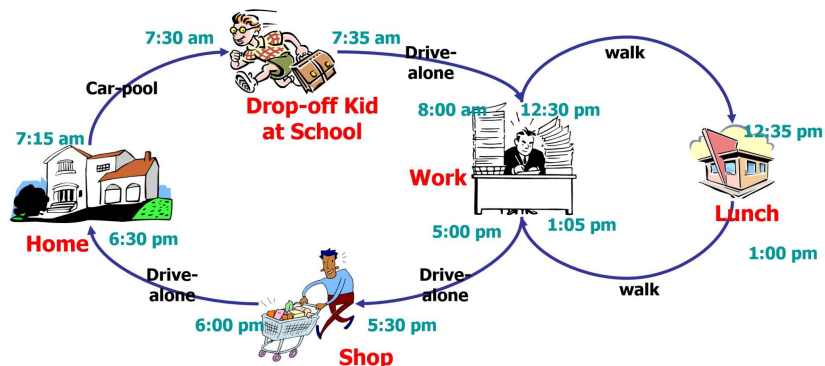 7:30 am
7:35 am
Drive-
alone
walk
Car-pool
Drop-off Kid
at School
8:00 am
12:30 pm
7:15 am
12:35 pm
Work
Lunch
Home
6:30 pm
5:00 pm
1:05 pm
1:00 pm
Drive-
alone
Drive-
alone
walk
6:00 pm
5:30 pm
Shop